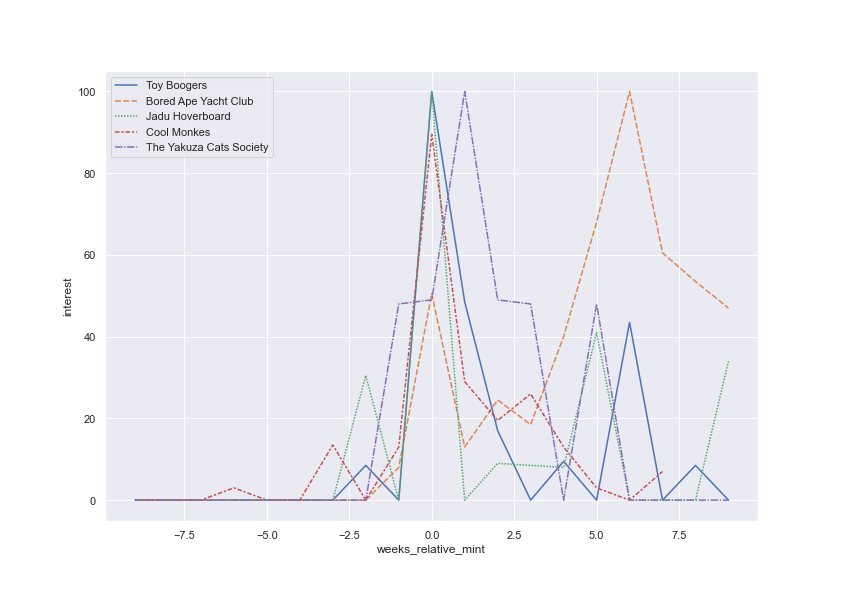 Toy Boogers
Bored Ape Yacht Club
Jadu Hoverboard
Cool Monkes
The Yakuza Cats Society
100
80
60
40
20
0
interest
−7.5 −5.0 −2.5 0.0 2.5 5.0 7.5
weeks_relative_mint